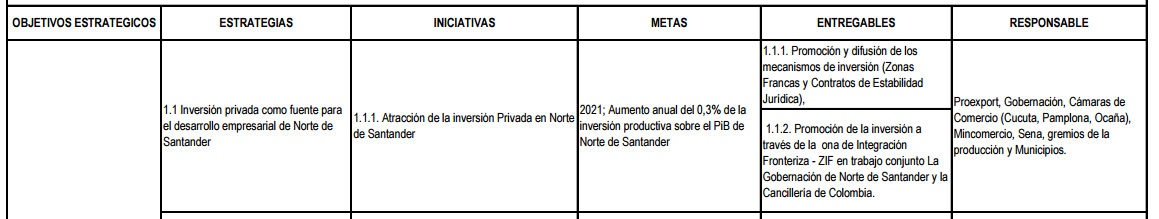 OBJETIVOS ESTRATEGICOS
ESTRATEGIAS
INICIATIVAS
METAS
ENTREGABLES
RESPONSABLE
1.1 Inversión privada como fuente para
el desarrollo empresarial de Norte de
Santander
1.1.1. Atracción de la inversión Privada en Norte
de Santander
2021; Aumento anual del 0,3% de la
inversión productiva sobre el PiB de
Norte de Santander
1.1.1. Promoción y difusión de los
mecanismos de inversión (Zonas
Francas y Contratos de Estabilidad
Jurídica),
1.1.2. Promoción de la inversión a
través de la  ona de Integración
Fronteriza - ZIF en trabajo conjunto La
Gobernación de Norte de Santander y la
Cancillería de Colombia.
Proexport, Gobernación, Cámaras de
Comercio (Cucuta, Pamplona, Ocaña),
Mincomercio, Sena, gremios de la
producción y Municipios.